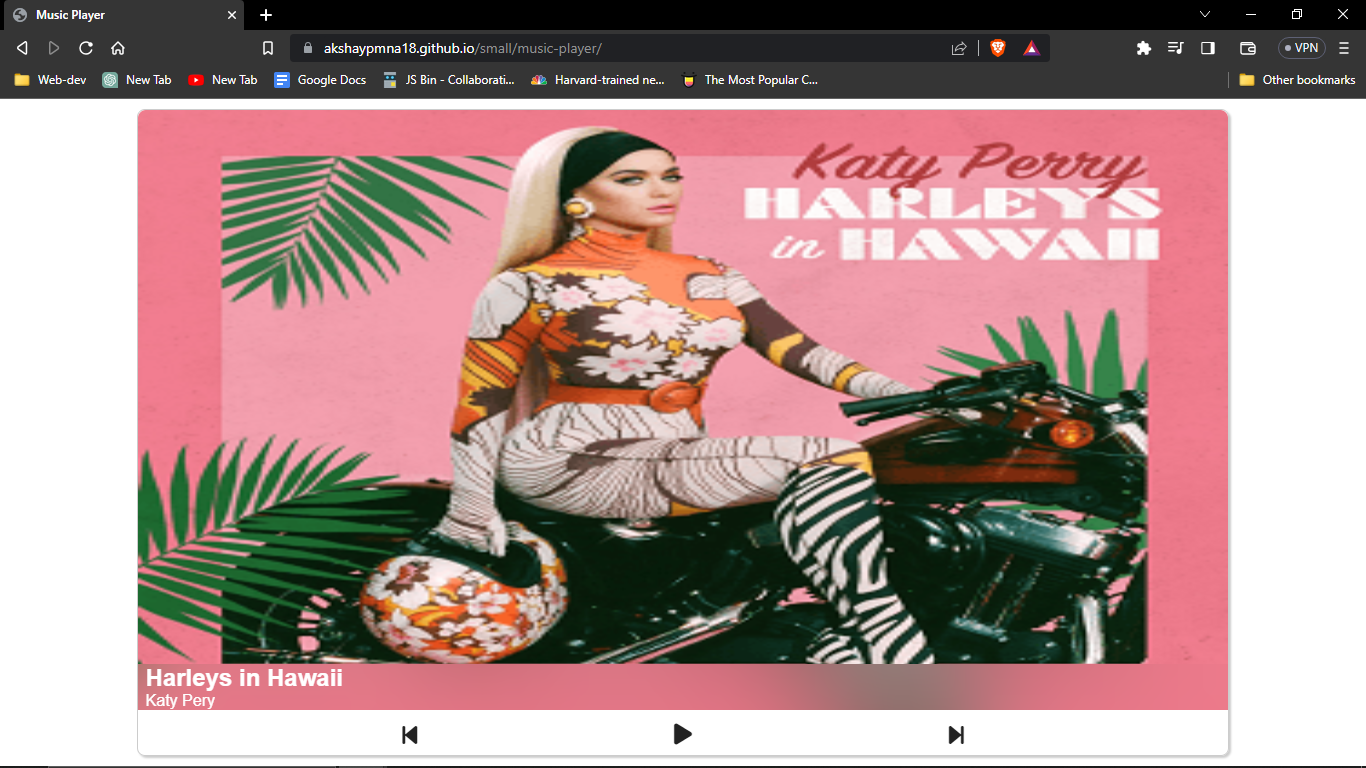 Music Player
akshaypmna18.github.io/small/music-player/
VPN
Web-dev
New Tab
New Tab
Google Docs
JS Bin - Collaborati...
Harvard-trained ne...
The Most Popular C...
Other bookmarks
Katy Perry
HARLEYS
in HAWAII
Harleys in Hawaii
Katy Pery